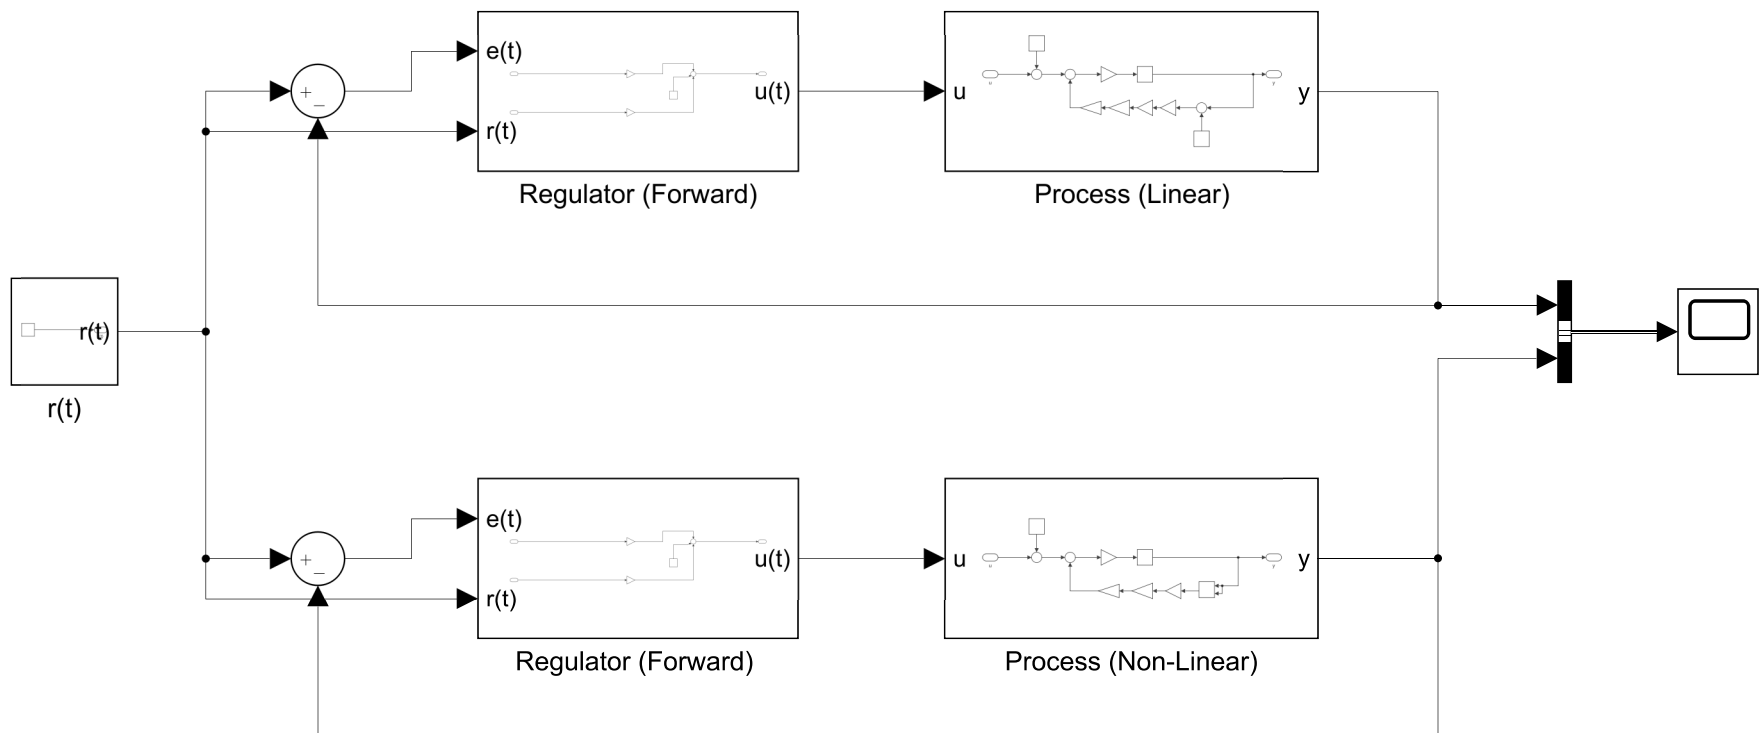 e(t)
r(t)
u(t)
Regulator (Forward)
u
y
Process (Linear)
+
_
r(t)
r(t)
+
_
e(t)
r(t)
u(t)
Regulator (Forward)
u
y
Process (Non-Linear)